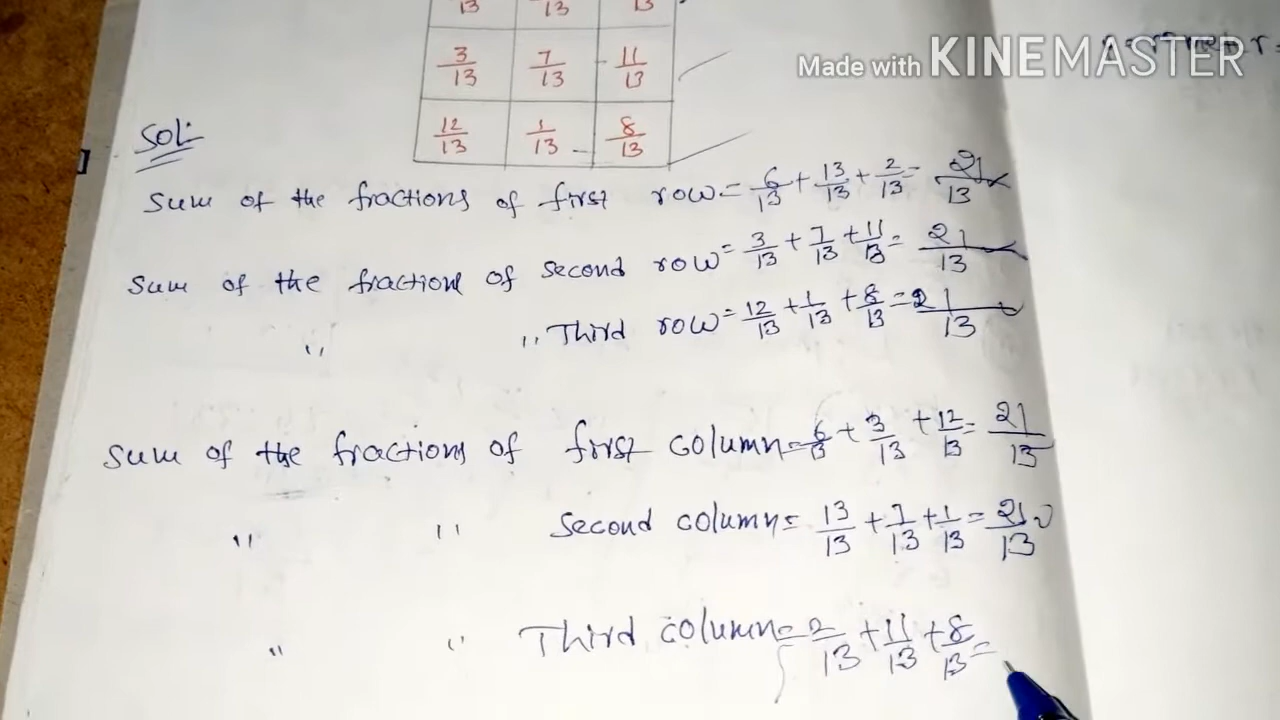 13 13 13
3/13 7/13 11/13
12/13 1/13 8/13
Made with KINEMASTER
Sol:
Sum of the fractions of first row = 6/13 + 13/13 + 2/13 = 21/13
Sum of the fraction of second row = 3/13 + 7/13 + 11/13 = 21/13
" " Third row = 12/13 + 1/13 + 8/13 = 21/13
Sum of the fractions of first column = 6/13 + 3/13 + 12/13 = 21/13
" " Second column = 13/13 + 7/13 + 1/13 = 21/13
" " Third column = 2/13 + 11/13 + 8/13 =